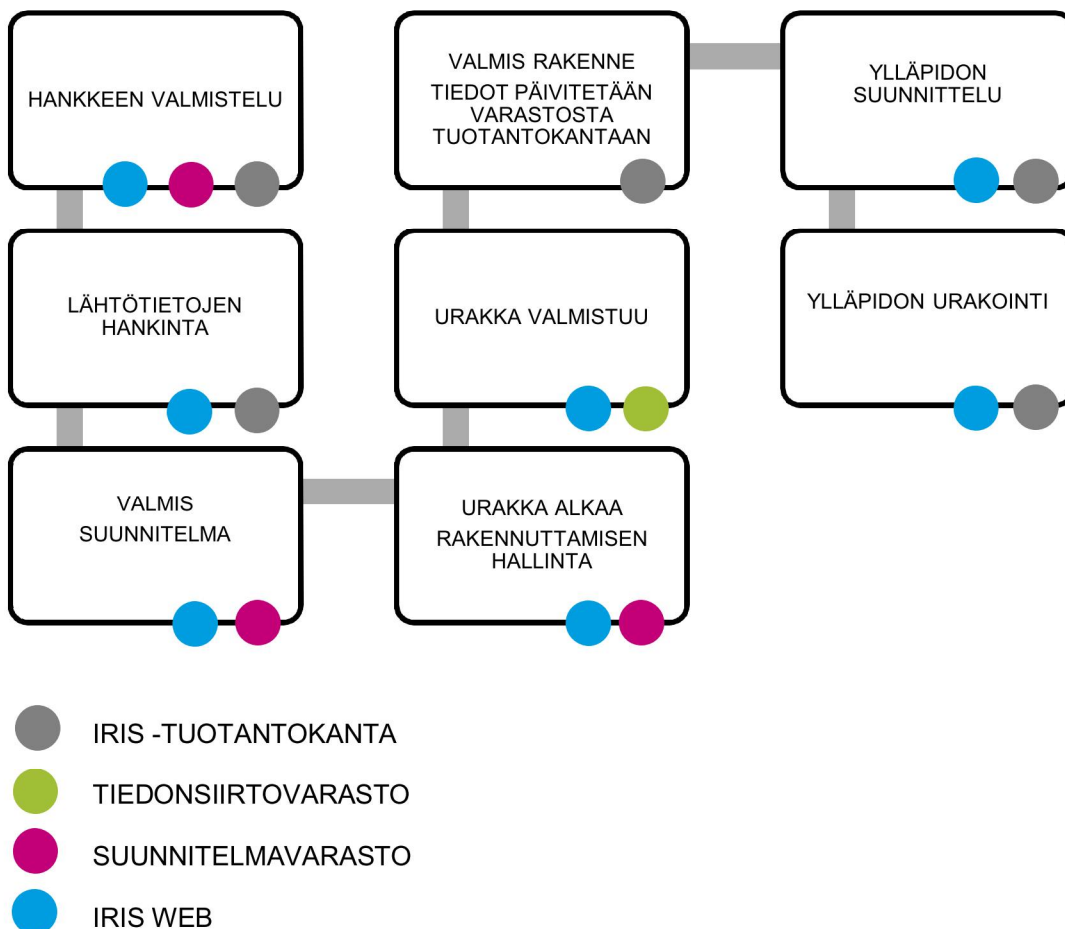 HANKKEEN VALMISTELU
LÄHTÖTIETOJEN
HANKINTA
VALMIS
SUUNNITELMA
URAKKA ALKAA
RAKENNUTTAMISEN
HALLINTA
URAKKA VALMISTUU
VALMIS RAKENNE
TIEDOT PÄIVITETÄÄN
VARASTOSTA
TUOTANTOKANTAAN
YLLÄPIDON
SUUNNITTELU
YLLÄPIDON URAKOINTI
IRIS -TUOTANTOKANTA
TIEDONSIIRTOVARASTO
SUUNNITELMAVARASTO
IRIS WEB